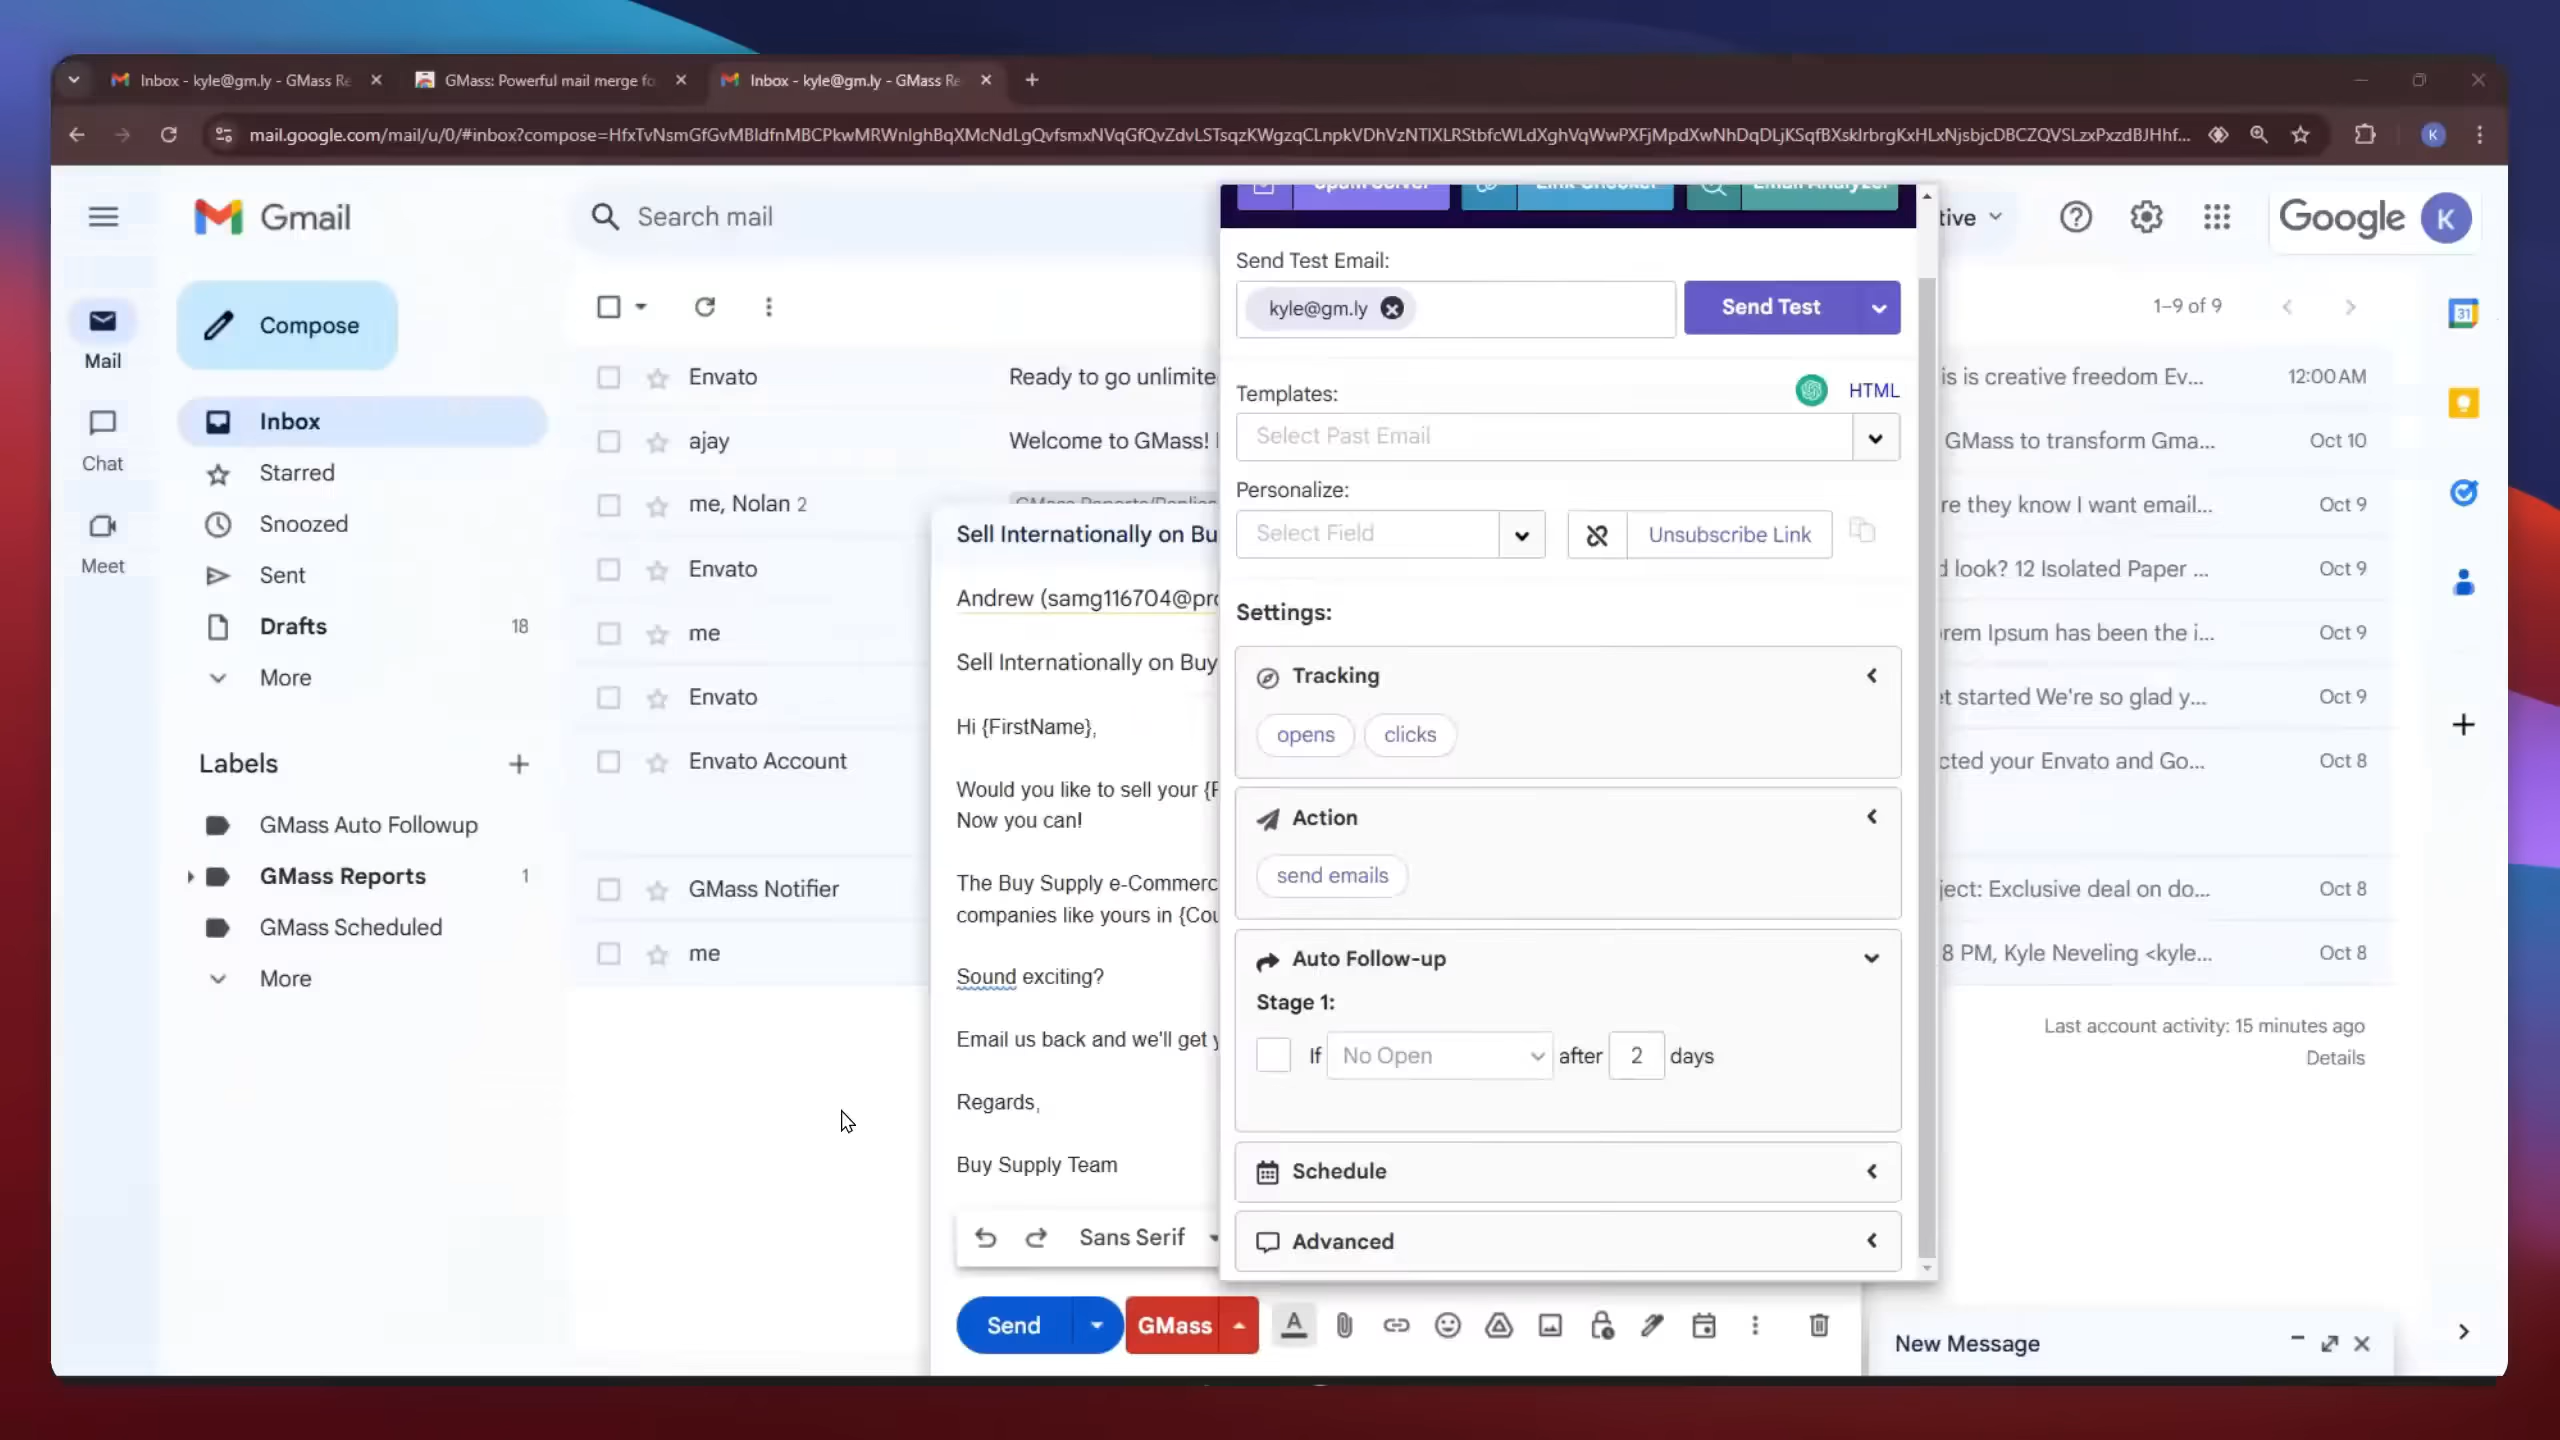 Inbox - kyle@gm.ly - GMass Re
GMass: Powerful mail merge fo
Inbox - kyle@gm.ly - GMass Re
K
Gmail
Search mail
tive
Google
K
Compose
1–9 of 9
Mail
Chat
Meet
Inbox
Starred
Snoozed
Sent
Drafts 18
More
Labels
GMass Auto Followup
GMass Reports 1
GMass Scheduled
More
Envato Ready to go unlimite
is is creative freedom Ev... 12:00 AM
ajay Welcome to GMass!
GMass to transform Gma... Oct 10
me, Nolan 2
re they know I want email... Oct 9
Envato
d look? 12 Isolated Paper ... Oct 9
me
orem Ipsum has been the i... Oct 9
Envato
et started We're so glad y... Oct 9
Envato Account
cted your Envato and Go... Oct 8
GMass Notifier
ject: Exclusive deal on do... Oct 8
me
8 PM, Kyle Neveling <kyle... Oct 8
Last account activity: 15 minutes ago
Details
31
Sell Internationally on Bu
Andrew (samg116704@pro
Sell Internationally on Buy
Hi {FirstName},
Would you like to sell your {P
Now you can!
The Buy Supply e-Commerc
companies like yours in {Cou
Sound exciting?
Email us back and we'll get y
Regards,
Buy Supply Team
Sans Serif
Send
GMass
Spam Solver
Link Checker
Email Analyzer
Send Test Email:
kyle@gm.ly
Send Test
Templates:
HTML
Select Past Email
Personalize:
Select Field
Unsubscribe Link
Settings:
Tracking
opens clicks
Action
send emails
Auto Follow-up
Stage 1:
If No Open after 2 days
Schedule
Advanced
New Message